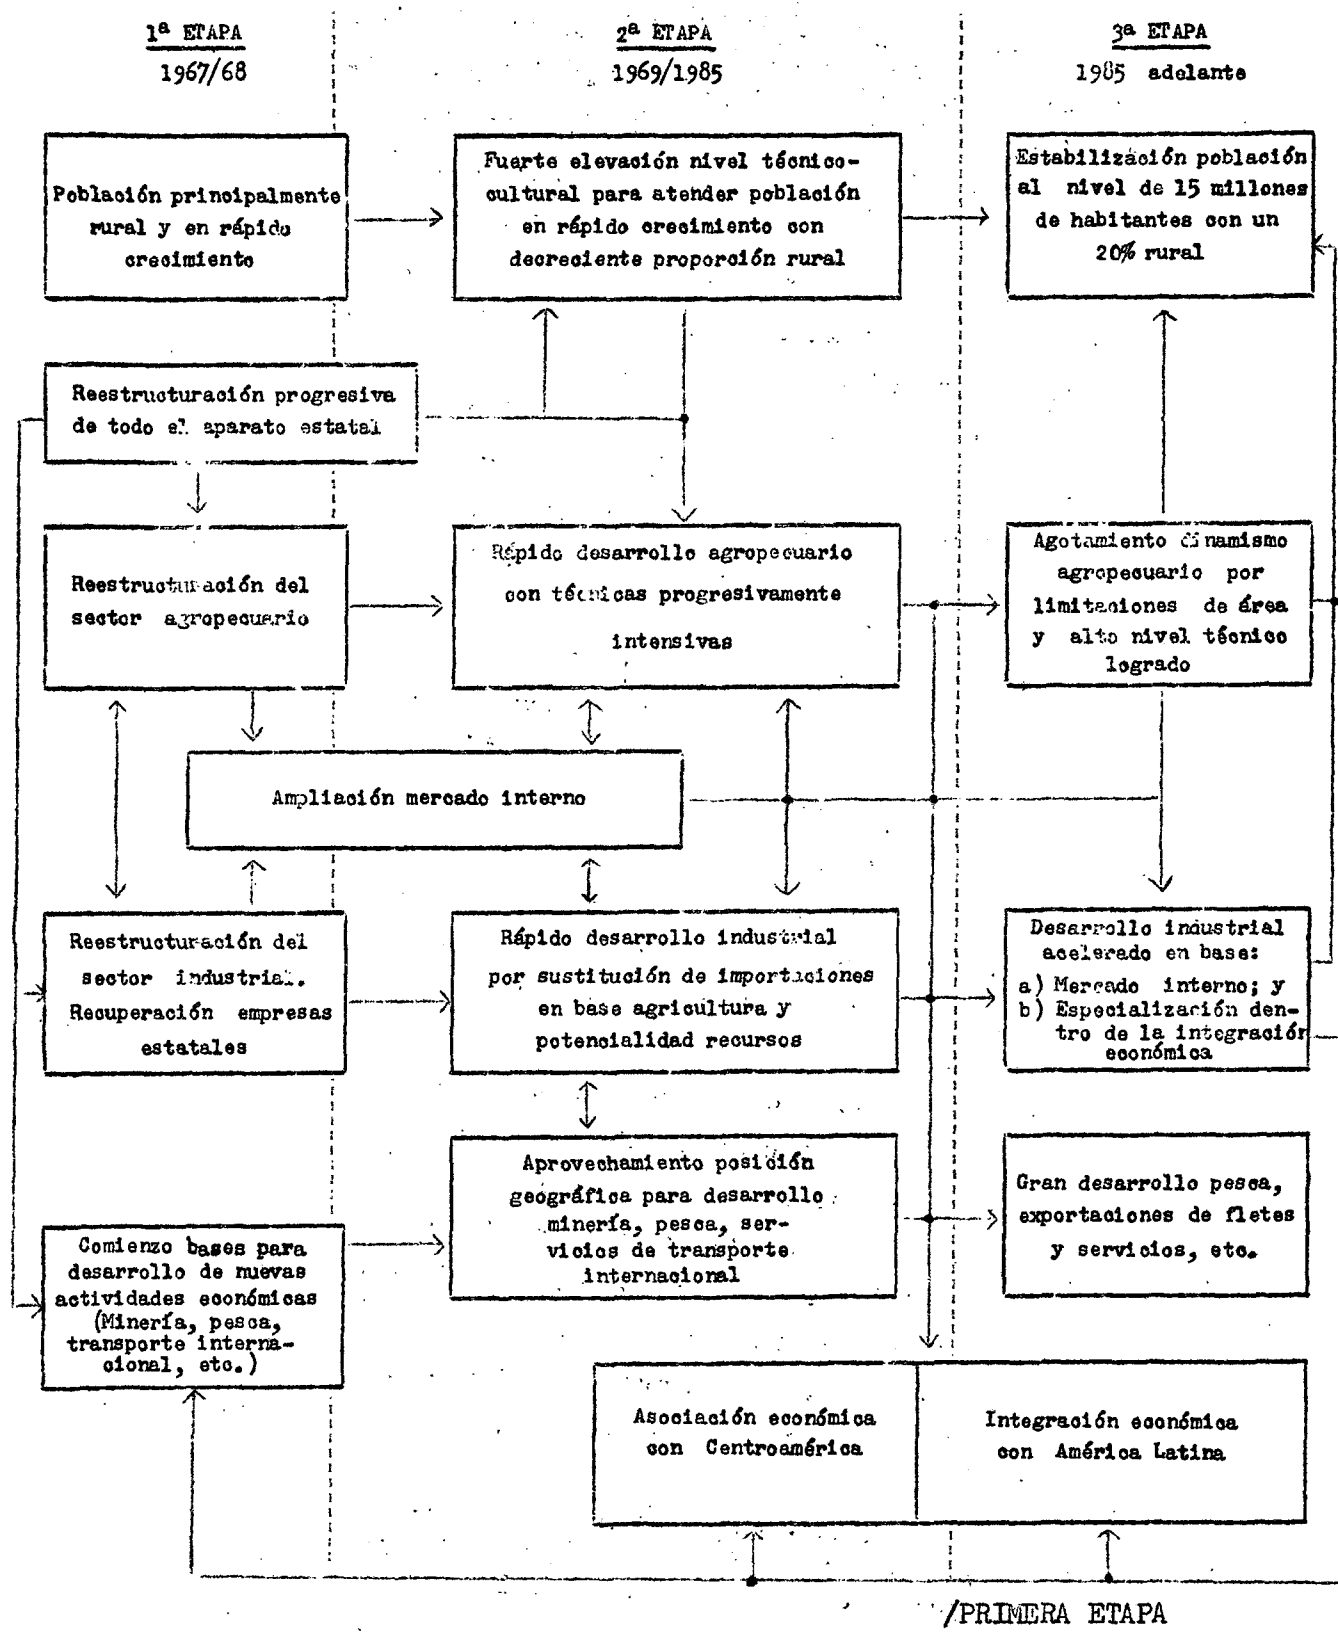 1ª ETAPA
1967/68
2ª ETAPA
1969/1985
3ª ETAPA
1985 adelante
Población principalmente
rural y en rápido
crecimiento
Fuerte elevación nivel técnico-
cultural para atender población
en rápido crecimiento con
decreciente proporción rural
Estabilización población
al nivel de 15 millones
de habitantes con un
20% rural
Reestructuración progresiva
de todo el aparato estatal
Reestructuración del
sector agropecuario
Rápido desarrollo agropecuario
con técnicas progresivamente
intensivas
Agotamiento dinamismo
agropecuario por
limitaciones de área
y alto nivel técnico
logrado
Ampliación mercado interno
Reestructuración del
sector industrial.
Recuperación empresas
estatales
Rápido desarrollo industrial
por sustitución de importaciones
en base agricultura y
potencialidad recursos
Desarrollo industrial
acelerado en base:
a) Mercado interno; y
b) Especialización den-
tro de la integración
económica
Comienzo bases para
desarrollo de nuevas
actividades económicas
(Minería, pesca,
transporte interna-
cional, etc.)
Aprovechamiento posición
geográfica para desarrollo
minería, pesca, ser-
vicios de transporte
internacional
Gran desarrollo pesca,
exportaciones de fletes
y servicios, etc.
Asociación económica
con Centroamérica
Integración económica
con América Latina
/PRIMERA ETAPA